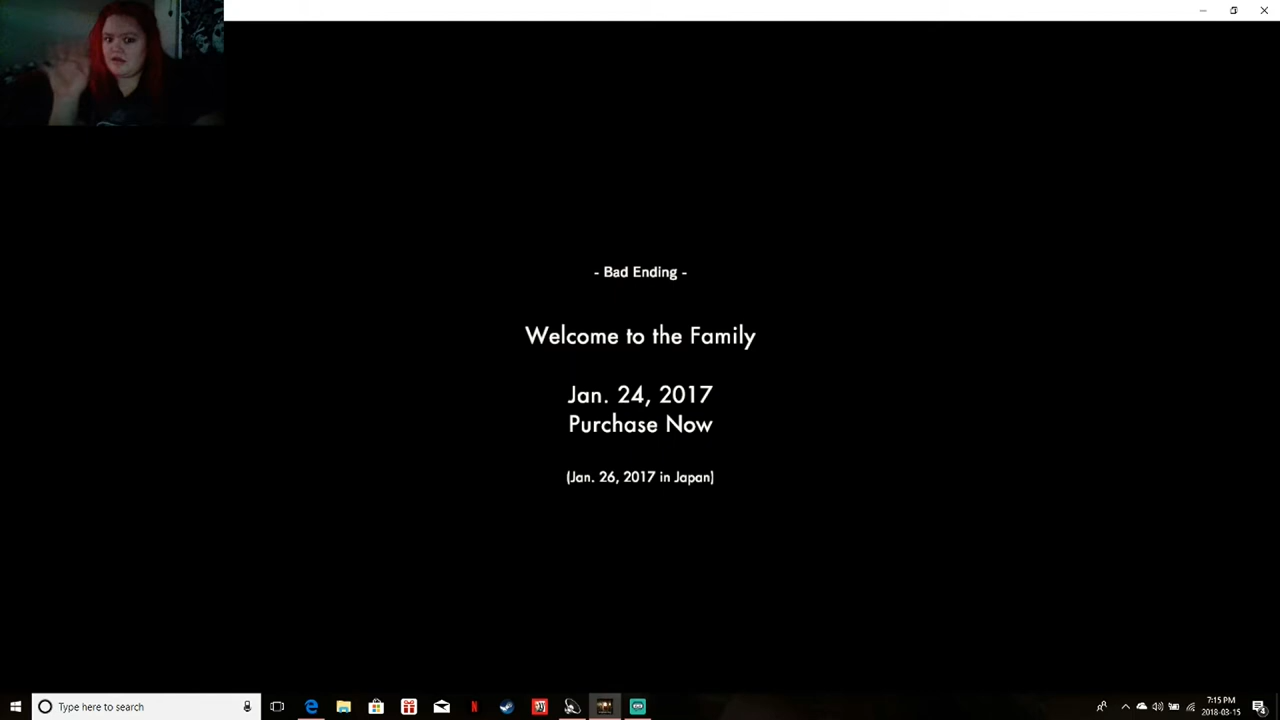 - Bad Ending -
Welcome to the Family
Jan. 24, 2017
Purchase Now
(Jan. 26, 2017 in Japan)
Type here to search
7:15 PM
2018-03-15